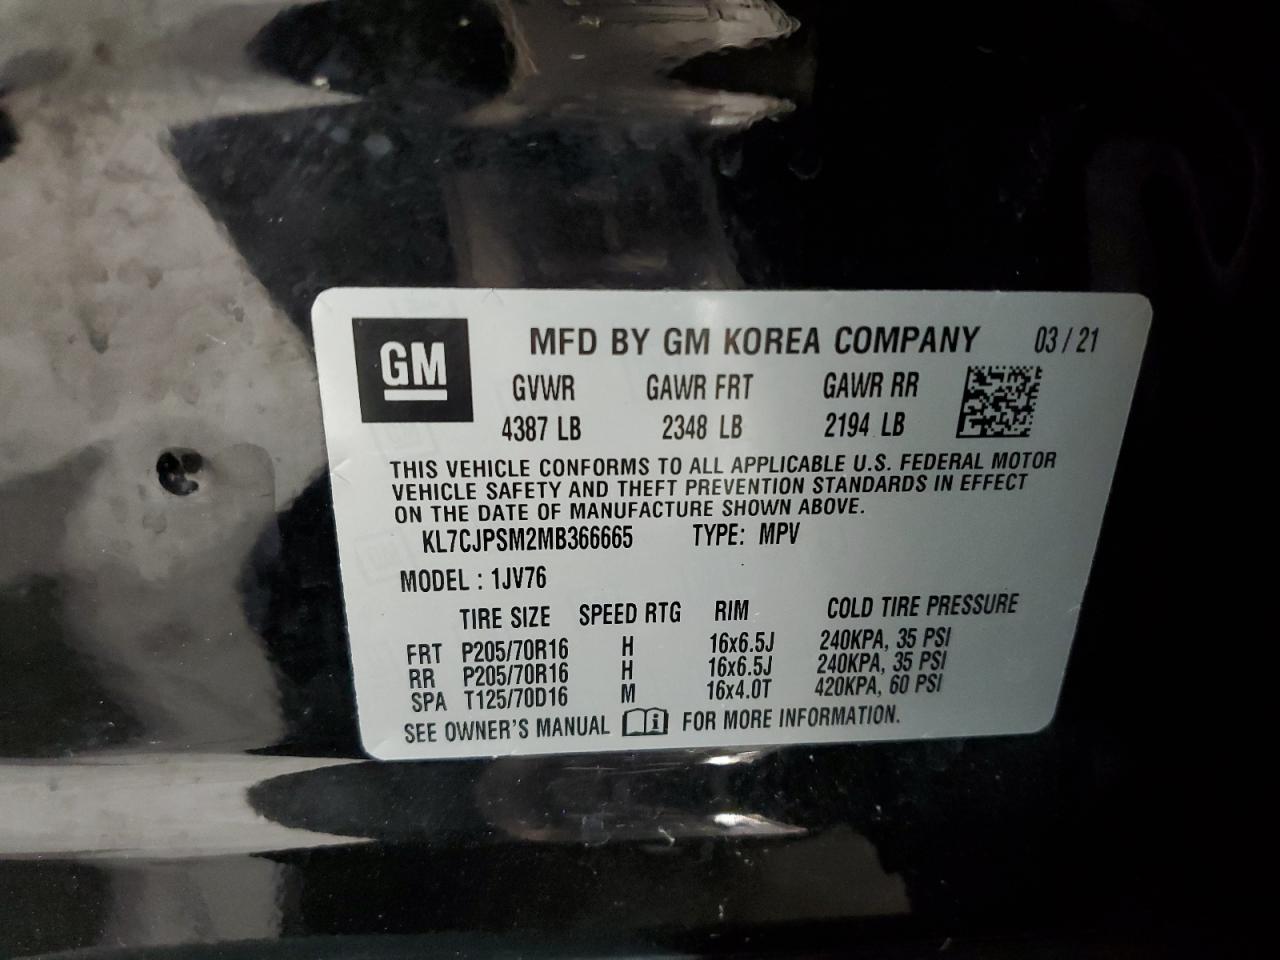 GM
MFD BY GM KOREA COMPANY 03 / 21
GVWR GAWR FRT GAWR RR
4387 LB 2348 LB 2194 LB
THIS VEHICLE CONFORMS TO ALL APPLICABLE U.S. FEDERAL MOTOR
VEHICLE SAFETY AND THEFT PREVENTION STANDARDS IN EFFECT
ON THE DATE OF MANUFACTURE SHOWN ABOVE.
KL7CJPSM2MB366665 TYPE: MPV
MODEL : 1JV76
TIRE SIZE SPEED RTG RIM COLD TIRE PRESSURE
FRT P205/70R16 H 16x6.5J 240KPA, 35 PSI
RR P205/70R16 H 16x6.5J 240KPA, 35 PSI
SPA T125/70D16 M 16x4.0T 420KPA, 60 PSI
SEE OWNER'S MANUAL i FOR MORE INFORMATION.